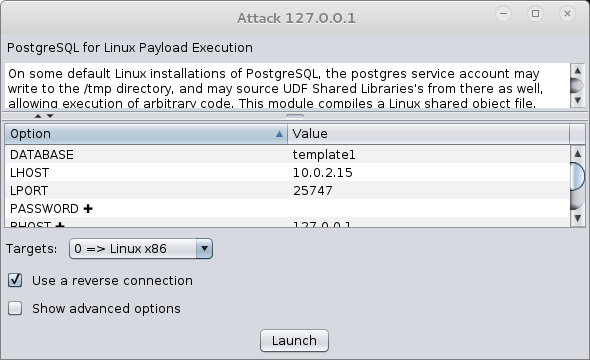 Attack 127.0.0.1
PostgreSQL for Linux Payload Execution
On some default Linux installations of PostgreSQL, the postgres service account may
write to the /tmp directory, and may source UDF Shared Libraries's from there as well,
allowing execution of arbitrary code. This module compiles a Linux shared object file,
Option Value
DATABASE template1
LHOST 10.0.2.15
LPORT 25747
PASSWORD ✚
RHOST ✚ 127.0.0.1
Targets: 0 => Linux x86
Use a reverse connection
Show advanced options
Launch